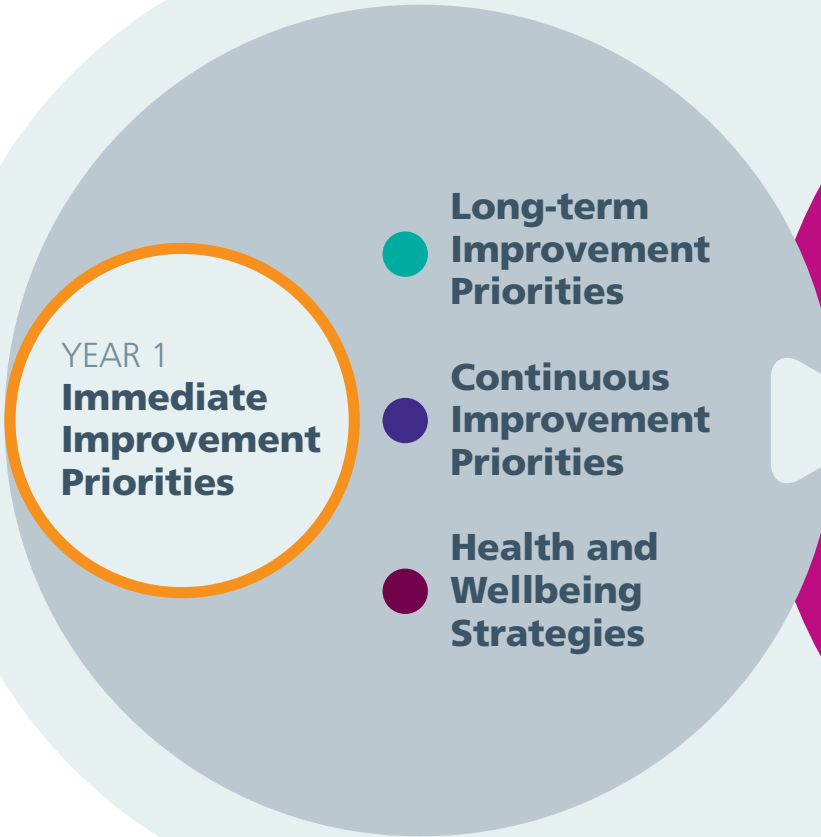 YEAR 1
Immediate
Improvement
Priorities
Long-term
Improvement
Priorities
Continuous
Improvement
Priorities
Health and
Wellbeing
Strategies